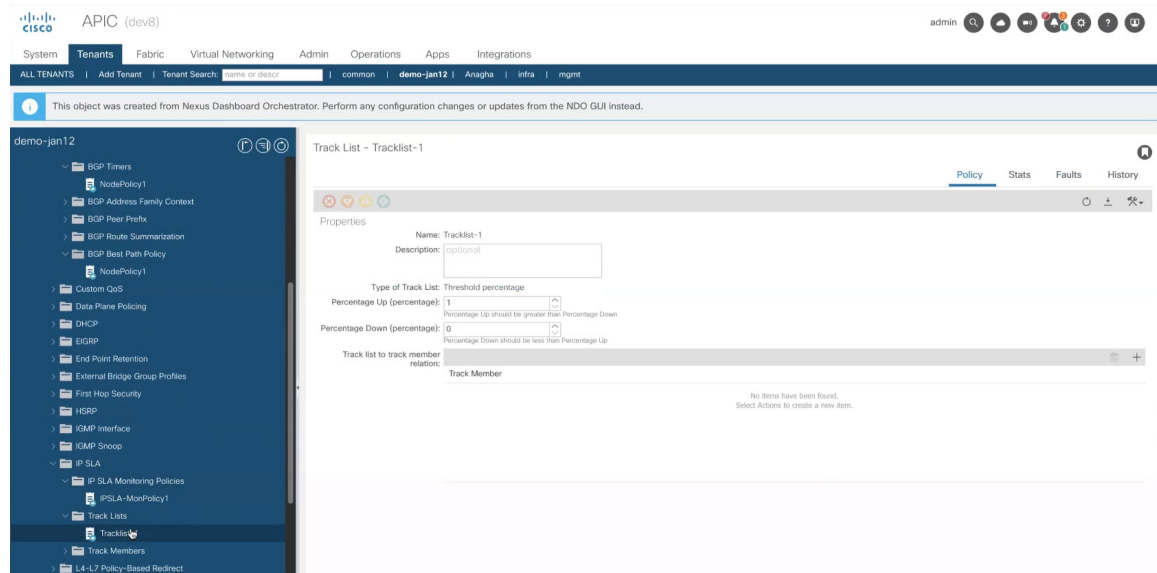 CISCO APIC (dev8) admin
System Tenants Fabric Virtual Networking Admin Operations Apps Integrations
ALL TENANTS | Add Tenant | Tenant Search: name or descr | common | demo-jan12 | Anagha | infra | mgmt
This object was created from Nexus Dashboard Orchestrator. Perform any configuration changes or updates from the NDO GUI instead.
demo-jan12
BGP Timers
NodePolicy1
BGP Address Family Context
BGP Peer Prefix
BGP Route Summarization
BGP Best Path Policy
NodePolicy1
Custom QoS
Data Plane Policing
DHCP
EIGRP
End Point Retention
External Bridge Group Profiles
First Hop Security
HSRP
IGMP Interface
IGMP Snoop
IP SLA
IP SLA Monitoring Policies
IPSLA-MonPolicy1
Track Lists
Tracklist
Track Members
L4-L7 Policy-Based Redirect
Track List - Tracklist-1
Policy Stats Faults History
Properties
Name: Tracklist-1
Description: optional
Type of Track List: Threshold percentage
Percentage Up (percentage): 1
Percentage Up should be greater than Percentage Down
Percentage Down (percentage): 0
Percentage Down should be less than Percentage Up
Track list to track member
relation:
Track Member
No items have been found.
Select Actions to create a new item.